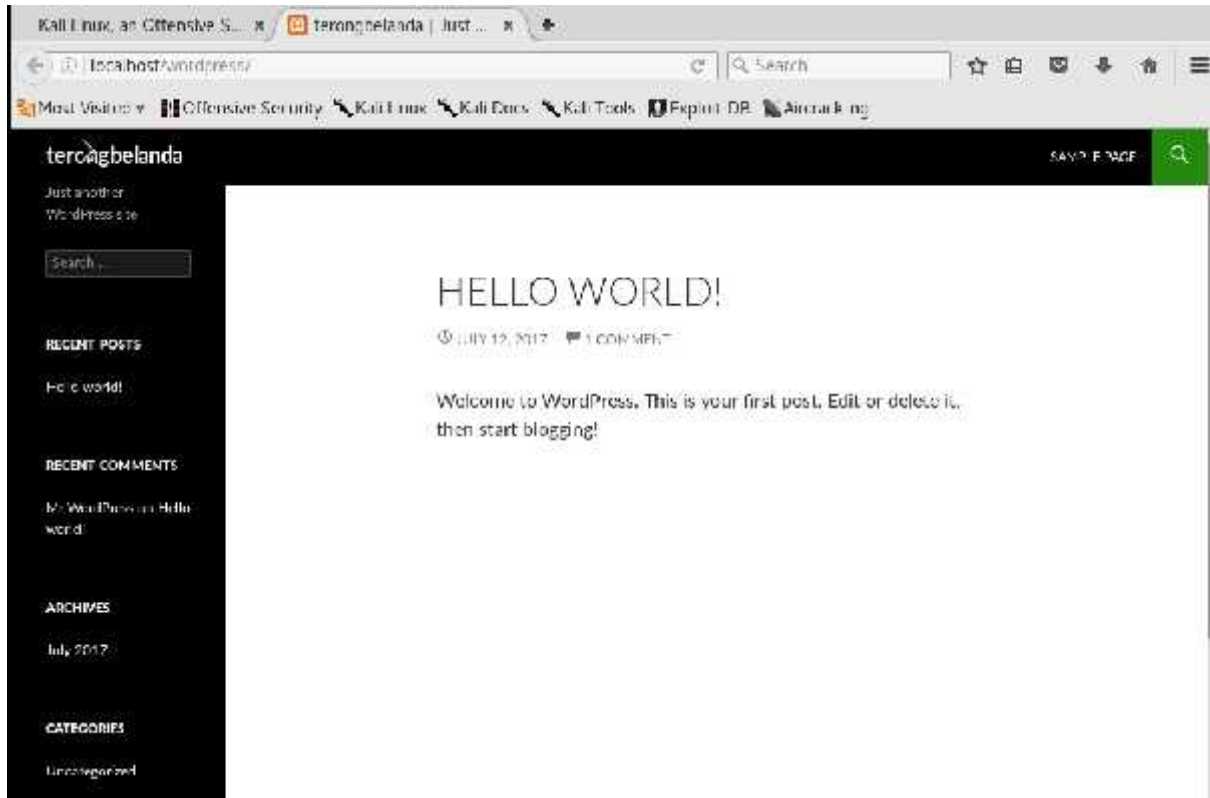 Kali Linux, an Offensive S...
terongbelanda | Just ...
localhost/wordpress/
Search
Most Visited
Offensive Security
Kali Linux
Kali Docs
Kali Tools
Exploit-DB
Aircrack-ng
terongbelanda
SAMPLE PAGE
Just another
WordPress site
Search ...
HELLO WORLD!
JULY 12, 2017
1 COMMENT
Welcome to WordPress. This is your first post. Edit or delete it,
then start blogging!
RECENT POSTS
Hello world!
RECENT COMMENTS
Mr WordPress on Hello
world!
ARCHIVES
July 2017
CATEGORIES
Uncategorized